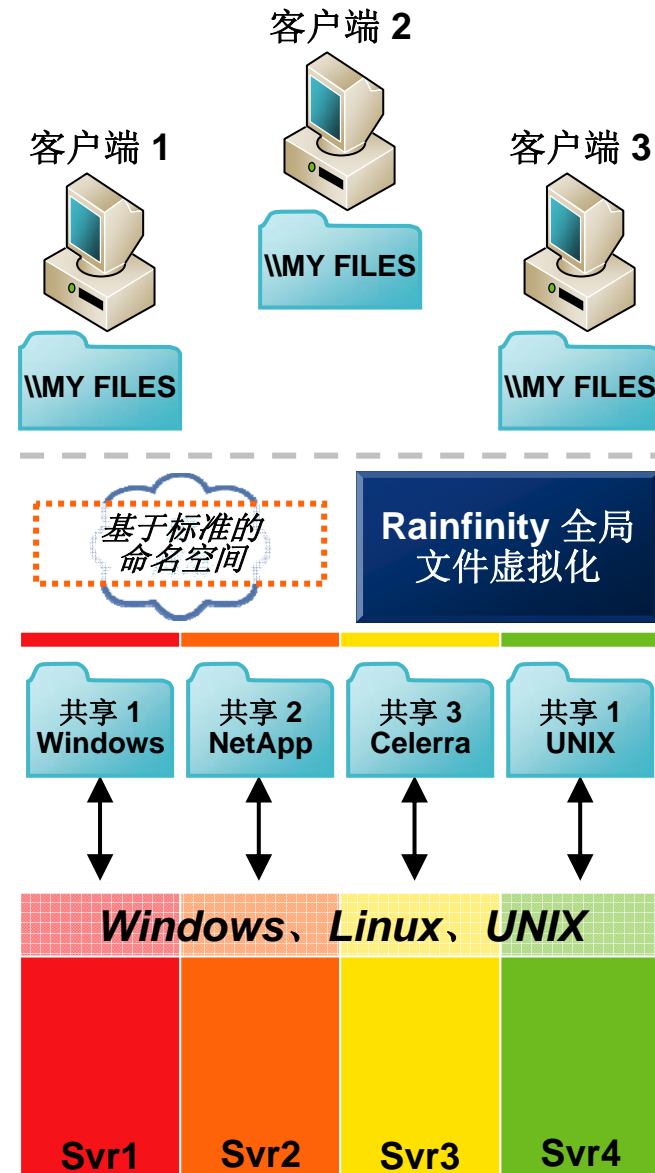 客户端 2
客户端 1
客户端 3
\\MY FILES
\\MY FILES
\\MY FILES
基于标准的
命名空间
Rainfinity 全局
文件虚拟化
共享 1
Windows
共享 2
NetApp
共享 3
Celerra
共享 1
UNIX
Windows、Linux、UNIX
Svr1
Svr2
Svr3
Svr4